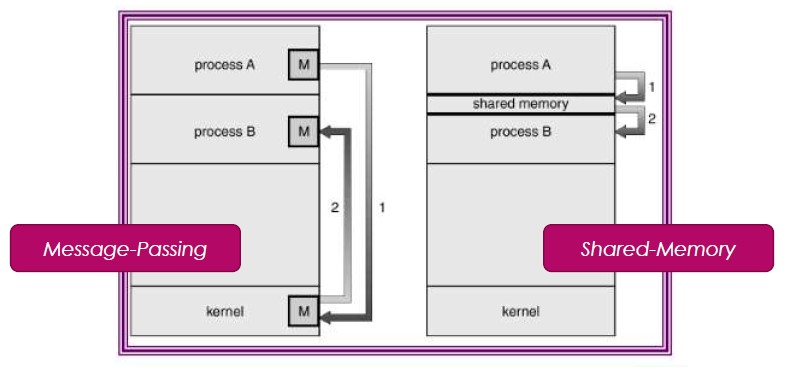 process A
M
process B
M
2
1
kernel
M
Message-Passing
process A
1
shared memory
2
process B
kernel
Shared-Memory